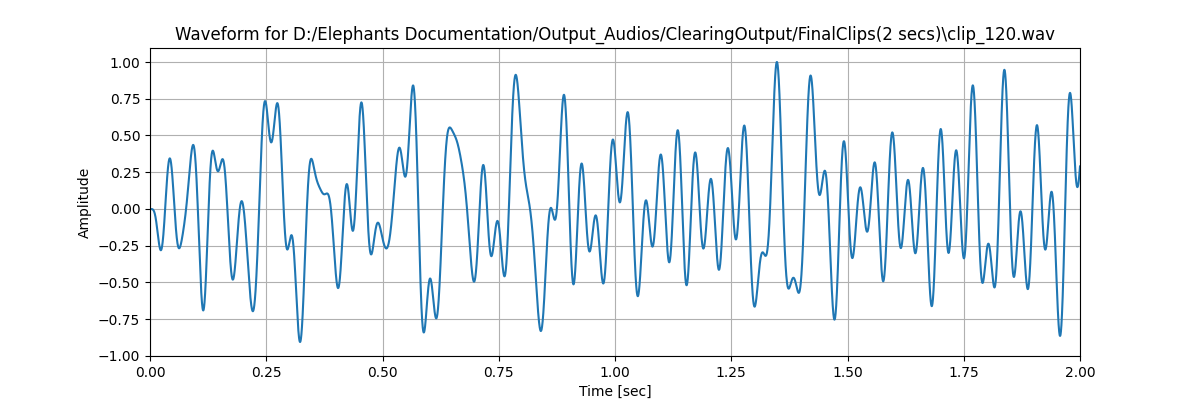 Waveform for D:/Elephants Documentation/Output_Audios/ClearingOutput/FinalClips(2 secs)\clip_120.wav
1.00
0.75
0.50
0.25
0.00
−0.25
−0.50
−0.75
−1.00
Amplitude
0.00 0.25 0.50 0.75 1.00 1.25 1.50 1.75 2.00
Time [sec]